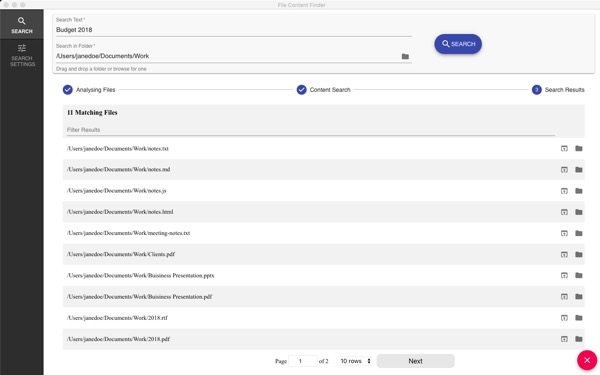 File Content Finder
SEARCH
SEARCH
SETTINGS
Search Text*
Budget 2018
Search in Folder*
/Users/janedoe/Documents/Work
Drag and drop a folder or browse for one
SEARCH
Analysing Files
Content Search
3 Search Results
11 Matching Files
Filter Results
/Users/janedoe/Documents/Work/notes.txt
/Users/janedoe/Documents/Work/notes.md
/Users/janedoe/Documents/Work/notes.js
/Users/janedoe/Documents/Work/notes.html
/Users/janedoe/Documents/Work/meeting-notes.txt
/Users/janedoe/Documents/Work/Clients.pdf
/Users/janedoe/Documents/Work/Buisiness Presentation.pptx
/Users/janedoe/Documents/Work/Buisiness Presentation.pdf
/Users/janedoe/Documents/Work/2018.rtf
/Users/janedoe/Documents/Work/2018.pdf
Page 1 of 2 10 rows Next